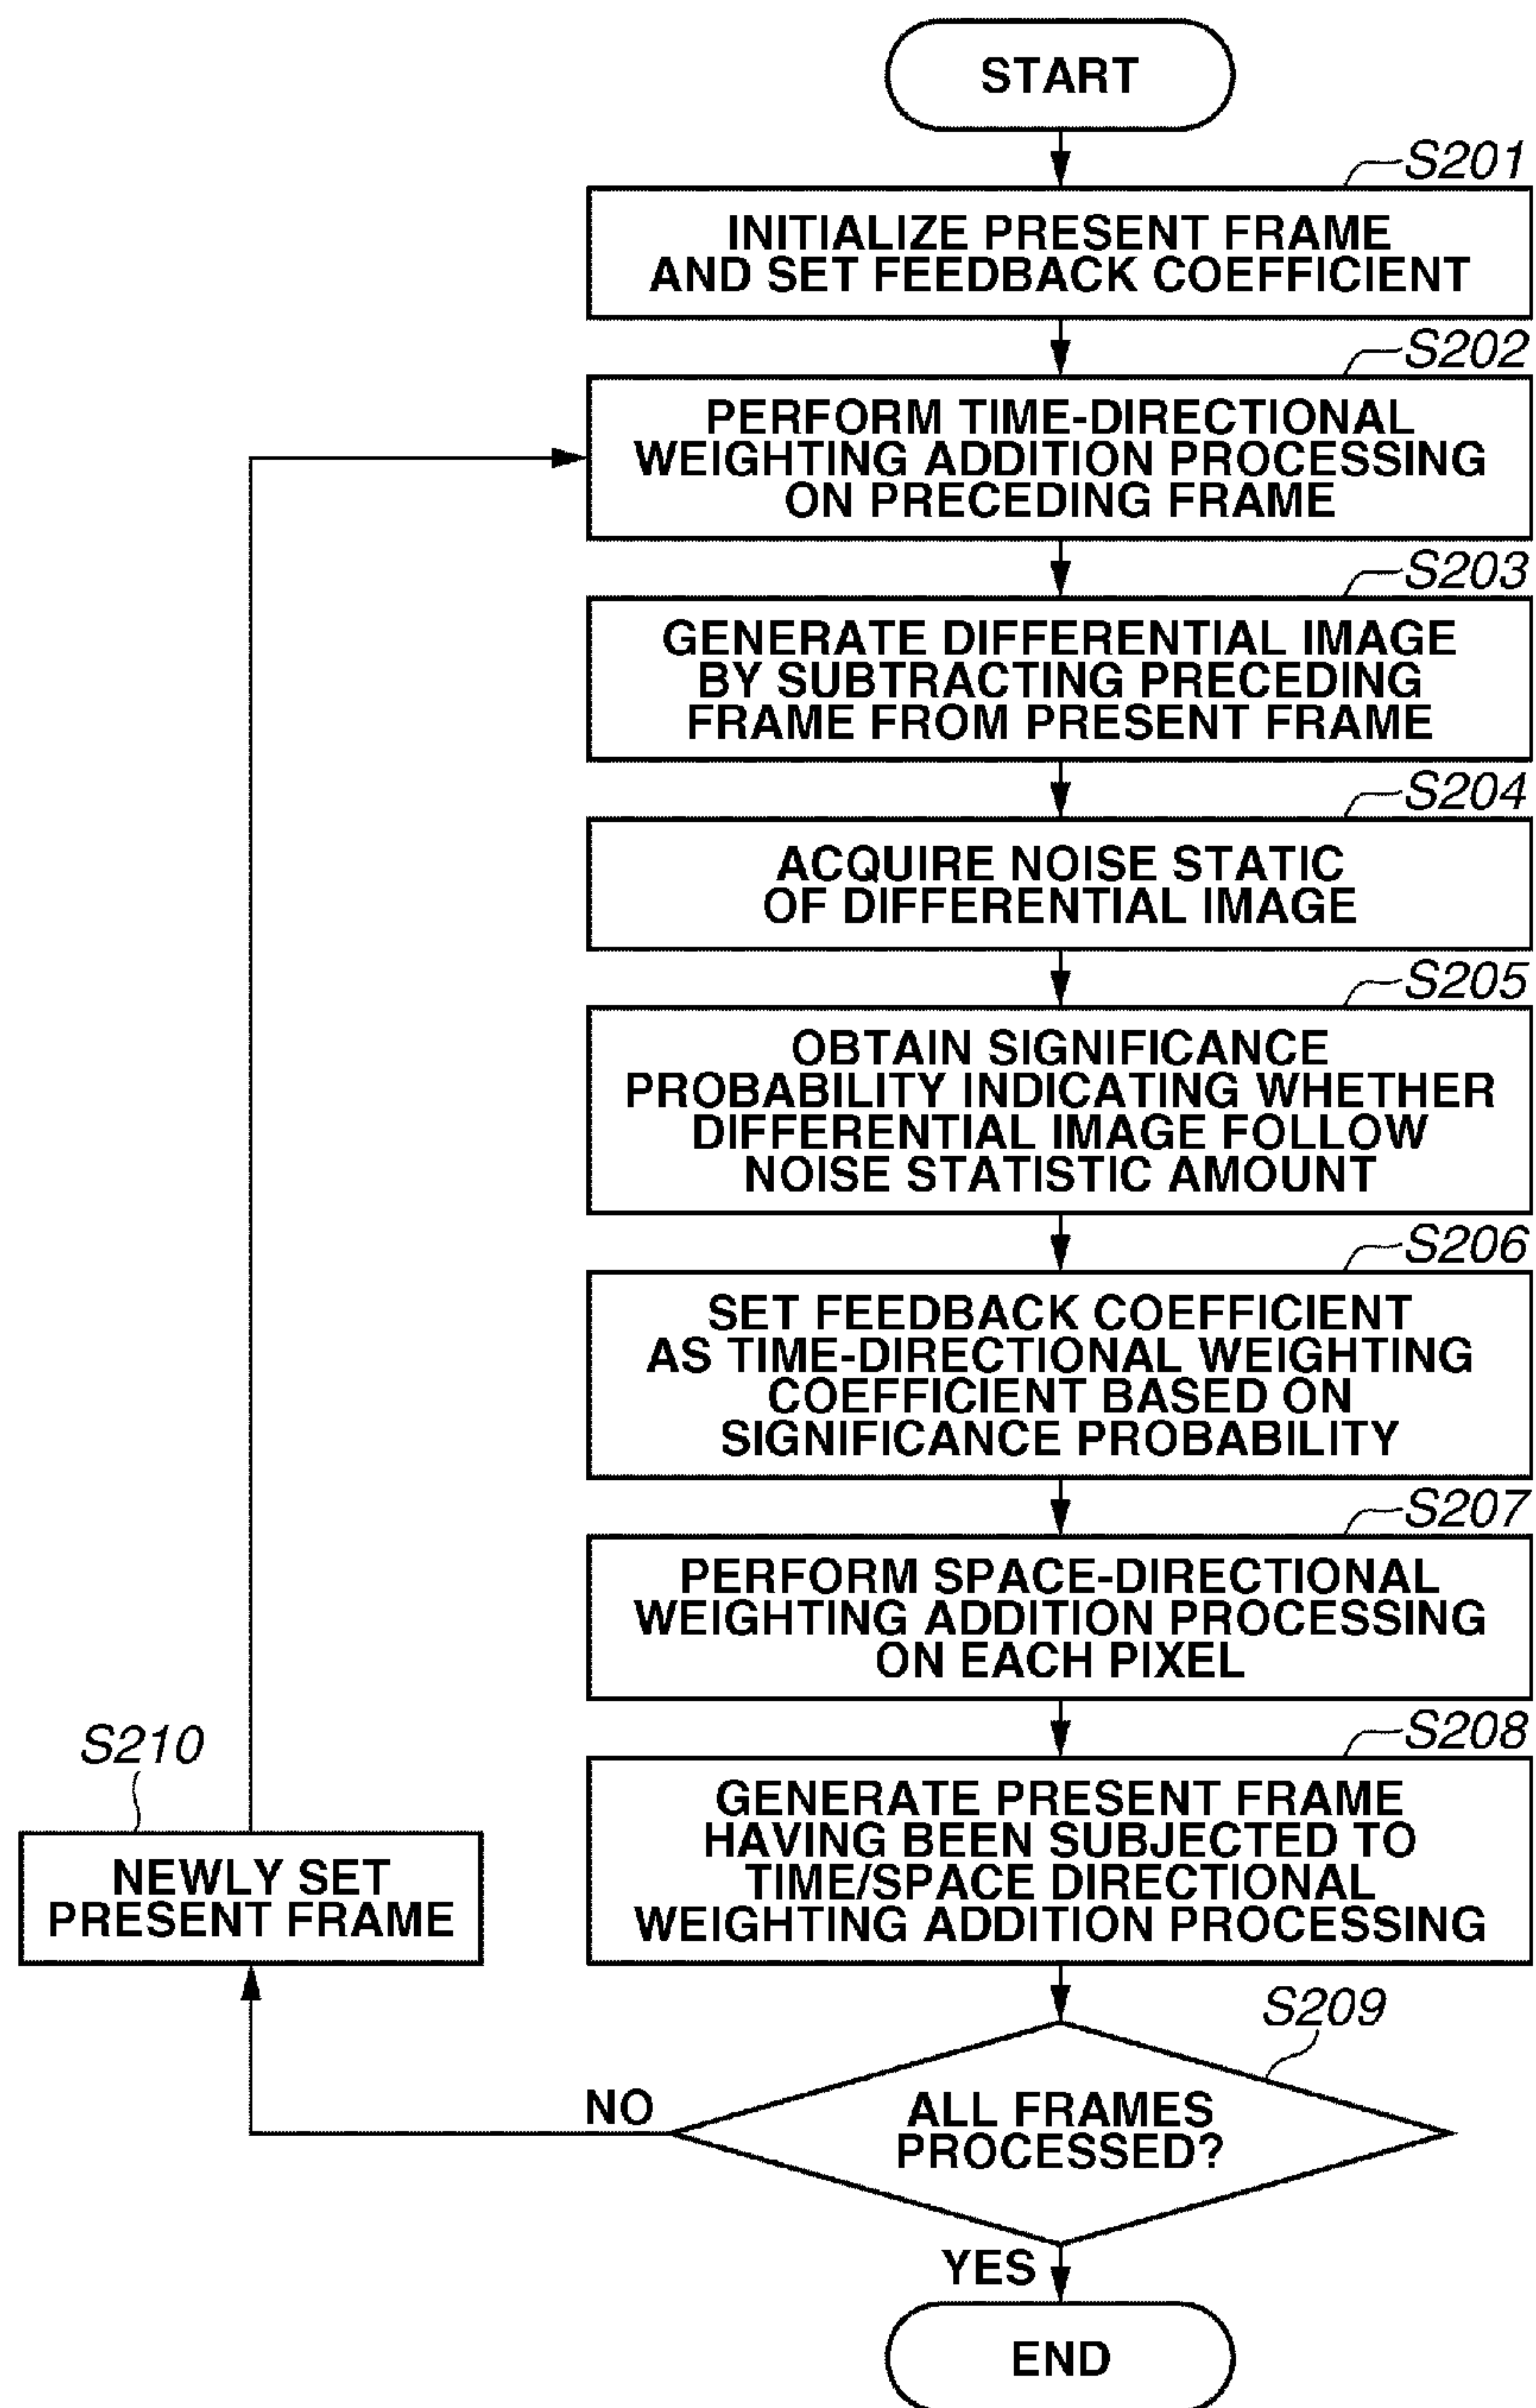 START
S201
INITIALIZE PRESENT FRAME
AND SET FEEDBACK COEFFICIENT
S202
PERFORM TIME-DIRECTIONAL
WEIGHTING ADDITION PROCESSING
ON PRECEDING FRAME
S203
GENERATE DIFFERENTIAL IMAGE
BY SUBTRACTING PRECEDING
FRAME FROM PRESENT FRAME
S204
ACQUIRE NOISE STATIC
OF DIFFERENTIAL IMAGE
S205
OBTAIN SIGNIFICANCE
PROBABILITY INDICATING WHETHER
DIFFERENTIAL IMAGE FOLLOW
NOISE STATISTIC AMOUNT
S206
SET FEEDBACK COEFFICIENT
AS TIME-DIRECTIONAL WEIGHTING
COEFFICIENT BASED ON
SIGNIFICANCE PROBABILITY
S207
PERFORM SPACE-DIRECTIONAL
WEIGHTING ADDITION PROCESSING
ON EACH PIXEL
S208
GENERATE PRESENT FRAME
HAVING BEEN SUBJECTED TO
TIME/SPACE DIRECTIONAL
WEIGHTING ADDITION PROCESSING
S209
ALL FRAMES
PROCESSED?
NO
S210
NEWLY SET
PRESENT FRAME
YES
END